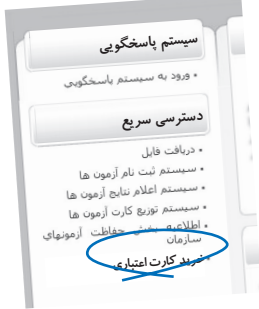 سیستم پاسخگویی
• ورود به سیستم پاسخگویی
دسترسی سریع
• دریافت فایل
• سیستم ثبت نام آزمون ها
• سیستم اعلام نتایج آزمون ها
• سیستم توزیع کارت آزمون ها
• اطلاعیه بخش حفاظت آزمونهای
سازمان
• خرید کارت اعتباری